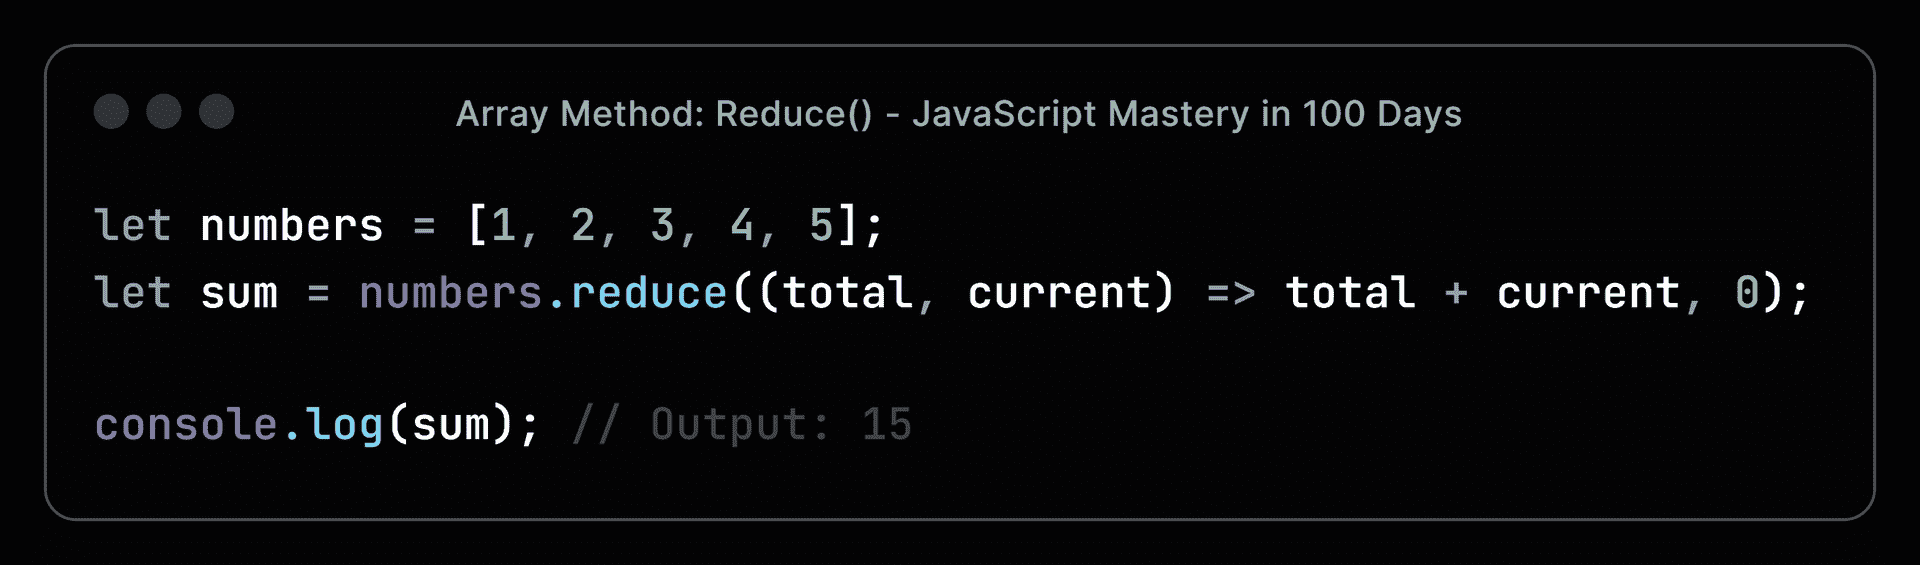 Array Method: Reduce() - JavaScript Mastery in 100 Days
let numbers = [1, 2, 3, 4, 5];
let sum = numbers.reduce((total, current) => total + current, 0);
console.log(sum); // Output: 15